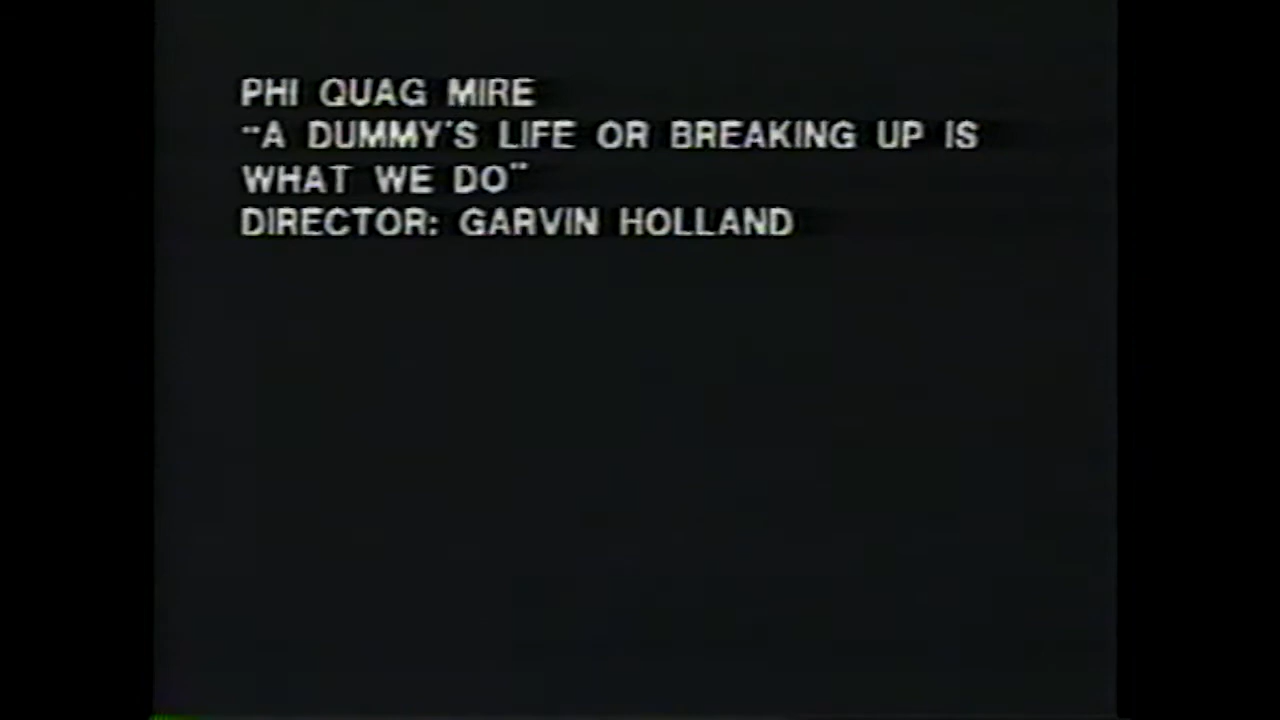 PHI QUAG MIRE
"A DUMMY'S LIFE OR BREAKING UP IS
WHAT WE DO"
DIRECTOR: GARVIN HOLLAND